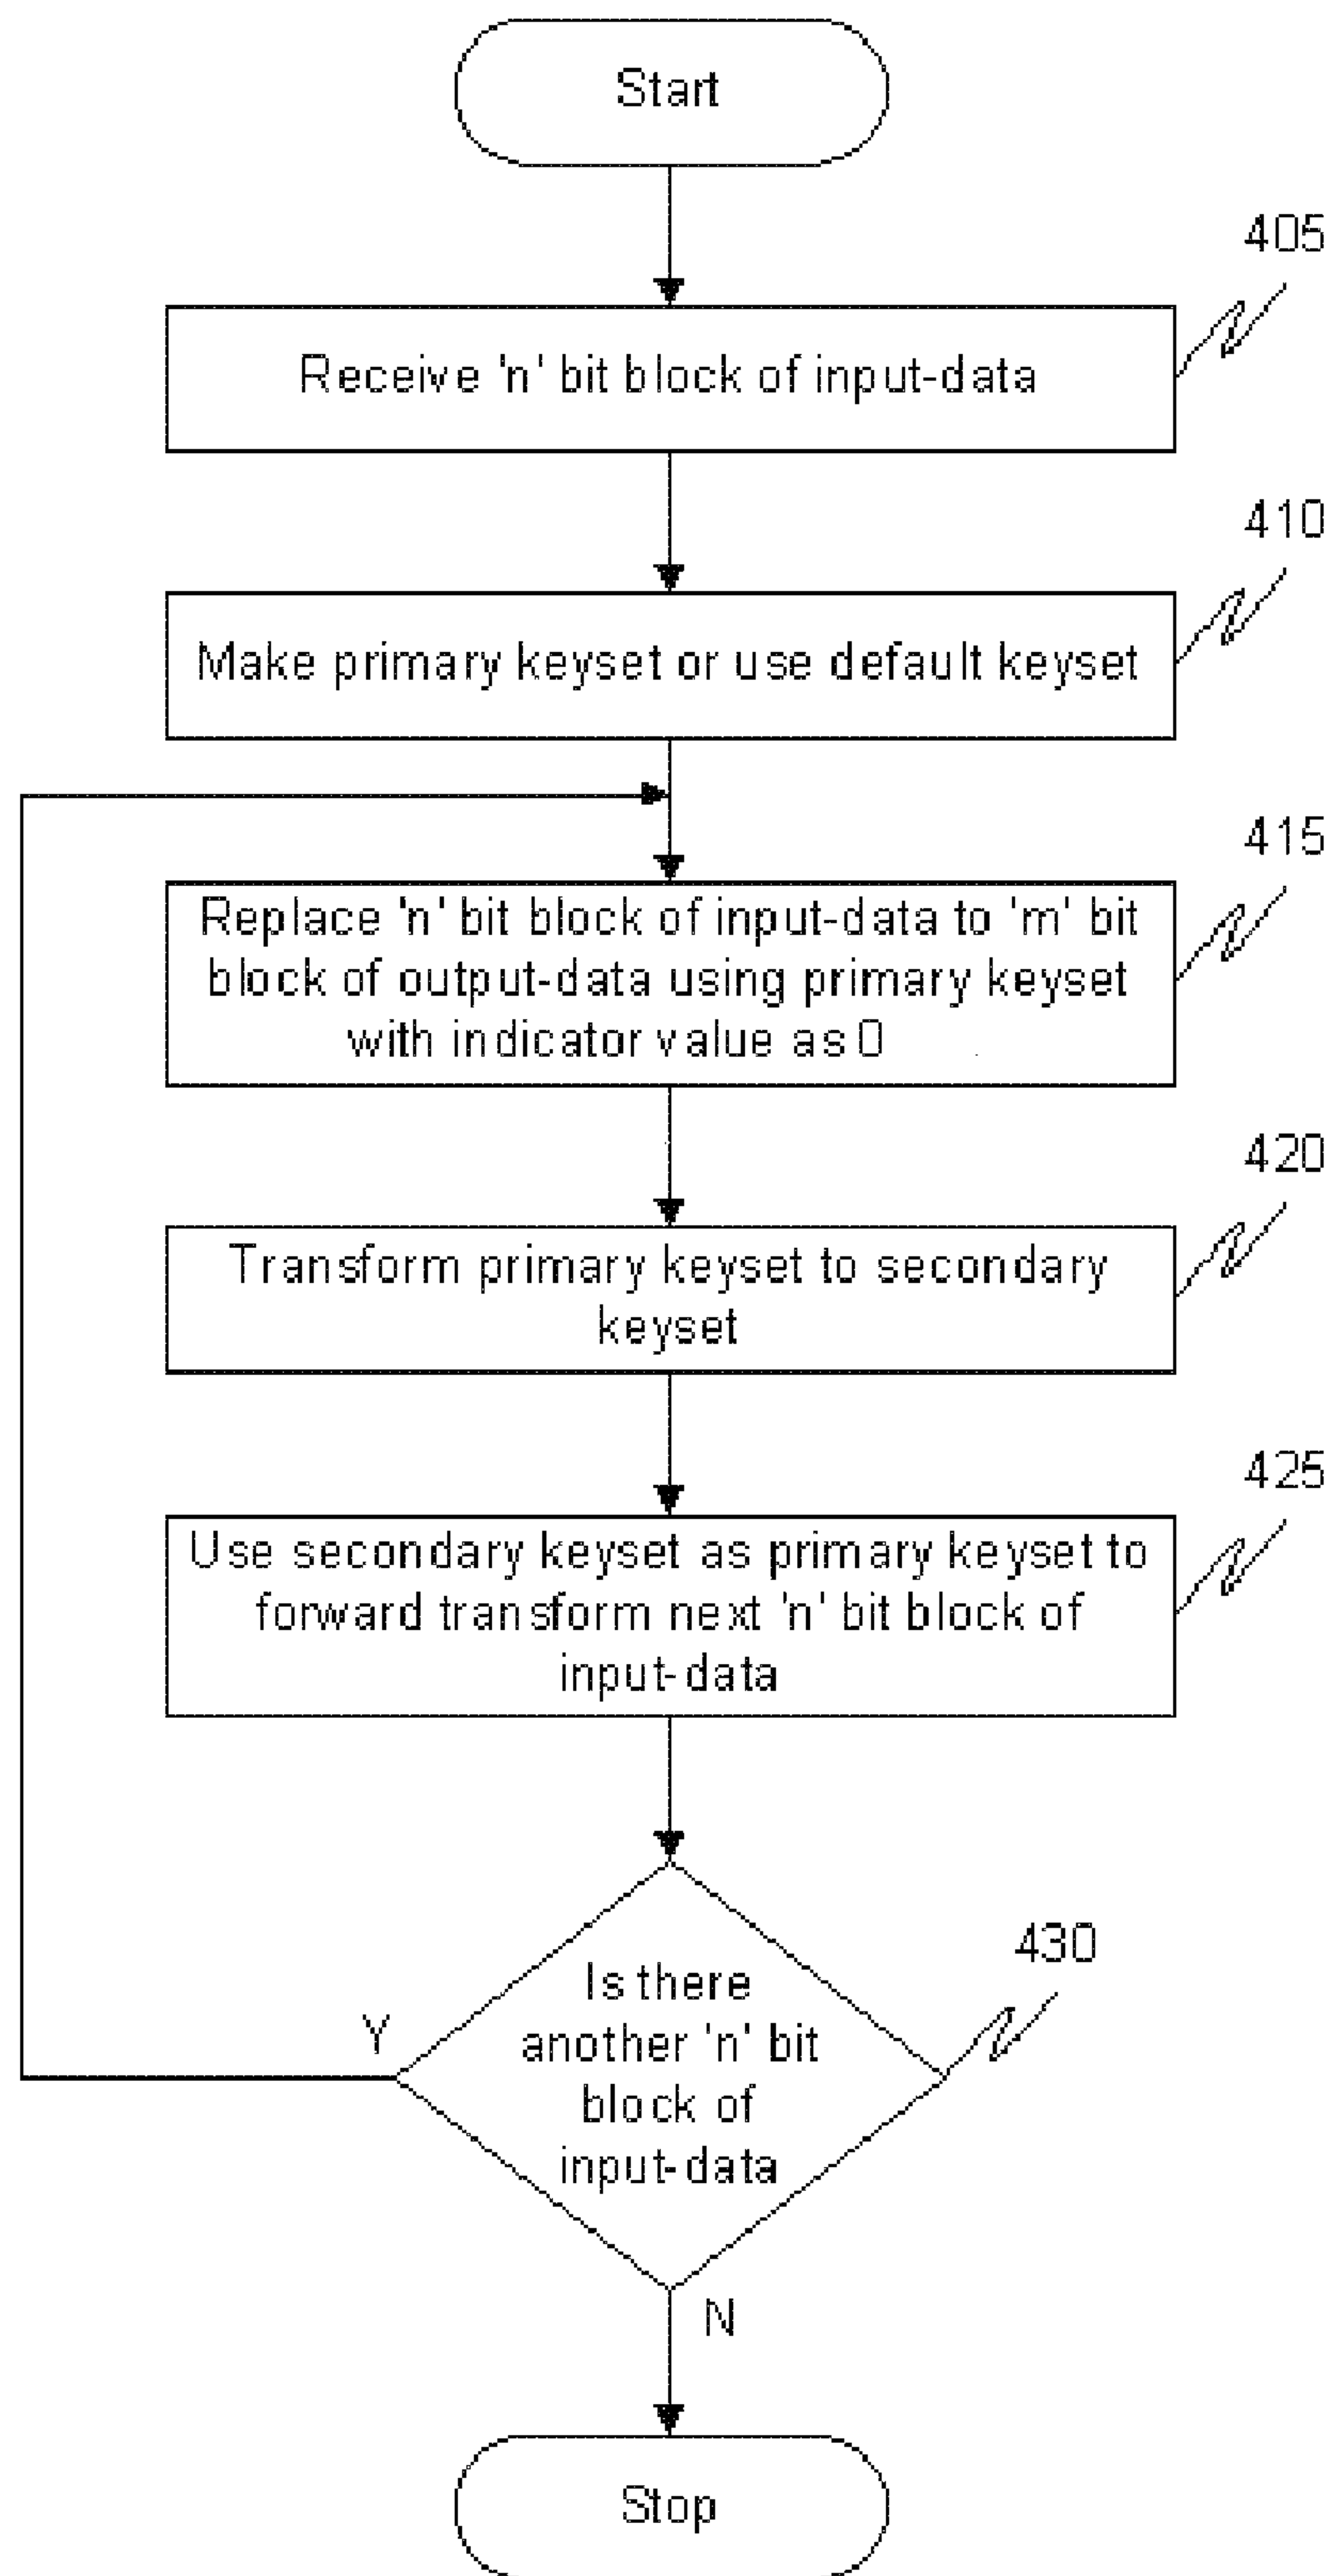 Start
405
Receive 'n' bit block of input-data
410
Make primary keyset or use default keyset
415
Replace 'n' bit block of input-data to 'm' bit
block of output-data using primary keyset
with indicator value as 0
420
Transform primary keyset to secondary
keyset
425
Use secondary keyset as primary keyset to
forward transform next 'n' bit block of
input-data
430
Is there
another 'n' bit
block of
input-data
Y
N
Stop